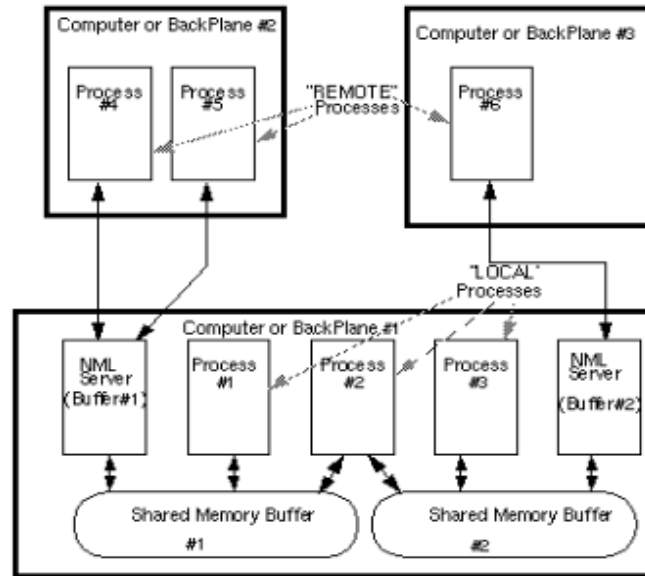 Computer or BackPlane #2
Computer or BackPlane #3
Process
#4
Process
#5
"REMOTE"
Processes
Process
#6
"LOCAL"
Processes
Computer or BackPlane #1
NML
Server
(Buffer#1)
Process
#1
Process
#2
Process
#3
NML
Server
(Buffer#2)
Shared Memory Buffer
#1
Shared Memory Buffer
#2